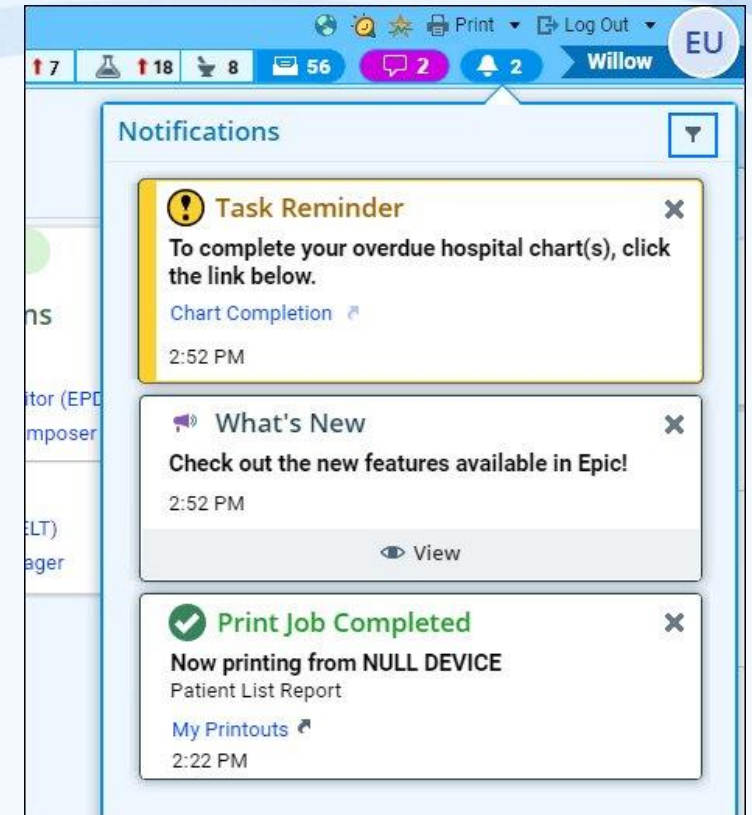 Print Log Out EU
7 18 8 56 2 2 Willow
Notifications
Task Reminder
To complete your overdue hospital chart(s), click
the link below.
Chart Completion
2:52 PM
What's New
Check out the new features available in Epic!
2:52 PM
View
Print Job Completed
Now printing from NULL DEVICE
Patient List Report
My Printouts
2:22 PM
ns
itor (EPD
mposer
ELT)
ager